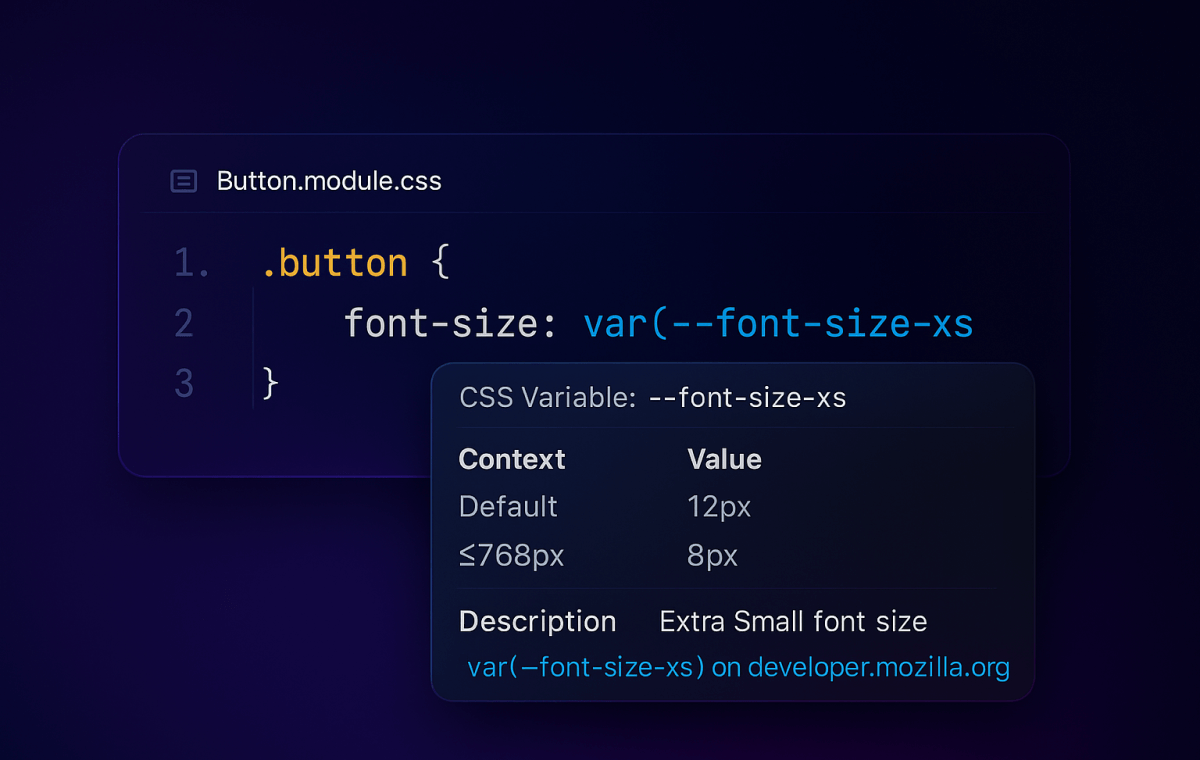 Button.module.css
1. .button {
2 font-size: var(--font-size-xs
3 }
CSS Variable: --font-size-xs
Context Value
Default 12px
≤768px 8px
Description Extra Small font size
var(—font-size-xs) on developer.mozilla.org